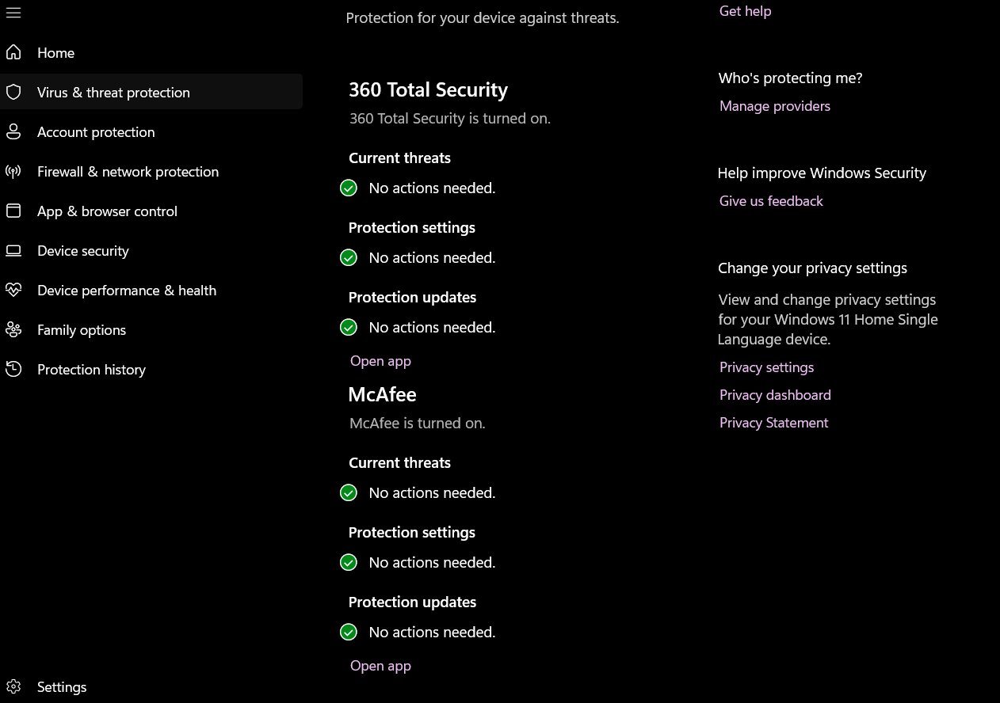 Home
Virus & threat protection
Account protection
Firewall & network protection
App & browser control
Device security
Device performance & health
Family options
Protection history
Settings
Protection for your device against threats.
360 Total Security
360 Total Security is turned on.
Current threats
No actions needed.
Protection settings
No actions needed.
Protection updates
No actions needed.
Open app
McAfee
McAfee is turned on.
Current threats
No actions needed.
Protection settings
No actions needed.
Protection updates
No actions needed.
Open app
Get help
Who's protecting me?
Manage providers
Help improve Windows Security
Give us feedback
Change your privacy settings
View and change privacy settings
for your Windows 11 Home Single
Language device.
Privacy settings
Privacy dashboard
Privacy Statement